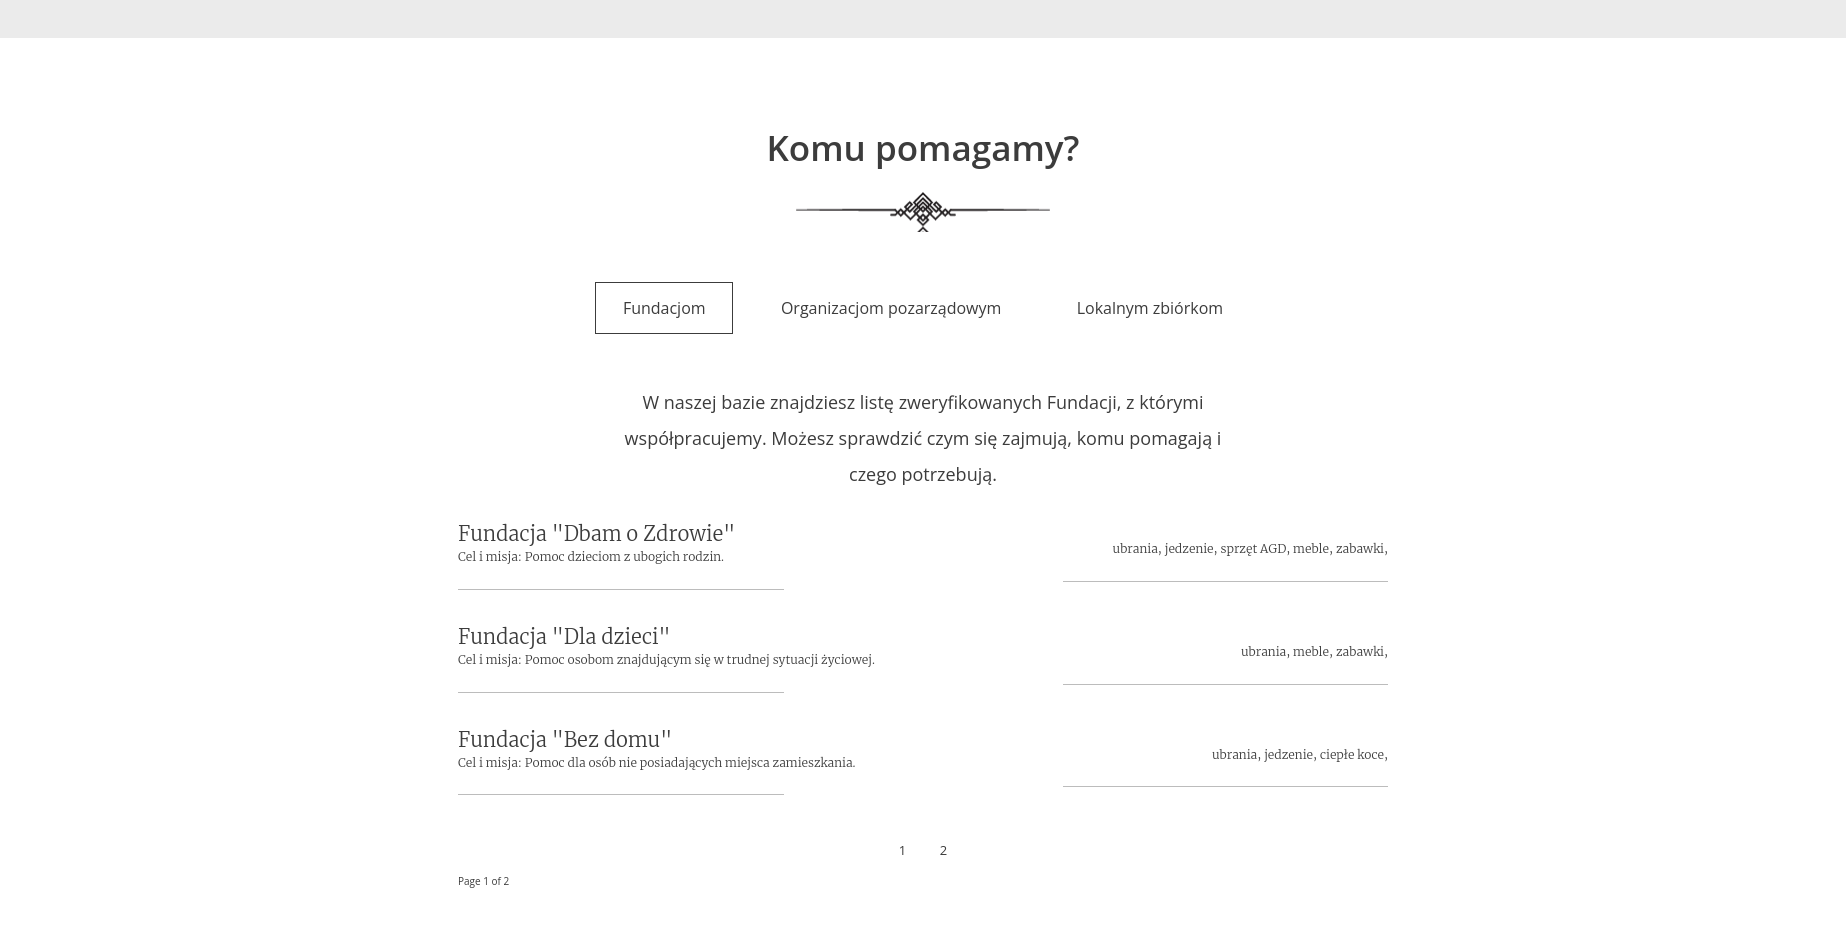 Komu pomagamy?
Fundacjom
Organizacjom pozarządowym
Lokalnym zbiórkom
W naszej bazie znajdziesz listę zweryfikowanych Fundacji, z którymi
współpracujemy. Możesz sprawdzić czym się zajmują, komu pomagają i
czego potrzebują.
Fundacja "Dbam o Zdrowie"
Cel i misja: Pomoc dzieciom z ubogich rodzin.
ubrania, jedzenie, sprzęt AGD, meble, zabawki,
Fundacja "Dla dzieci"
Cel i misja: Pomoc osobom znajdującym się w trudnej sytuacji życiowej.
ubrania, meble, zabawki,
Fundacja "Bez domu"
Cel i misja: Pomoc dla osób nie posiadających miejsca zamieszkania.
ubrania, jedzenie, ciepłe koce,
1 2
Page 1 of 2